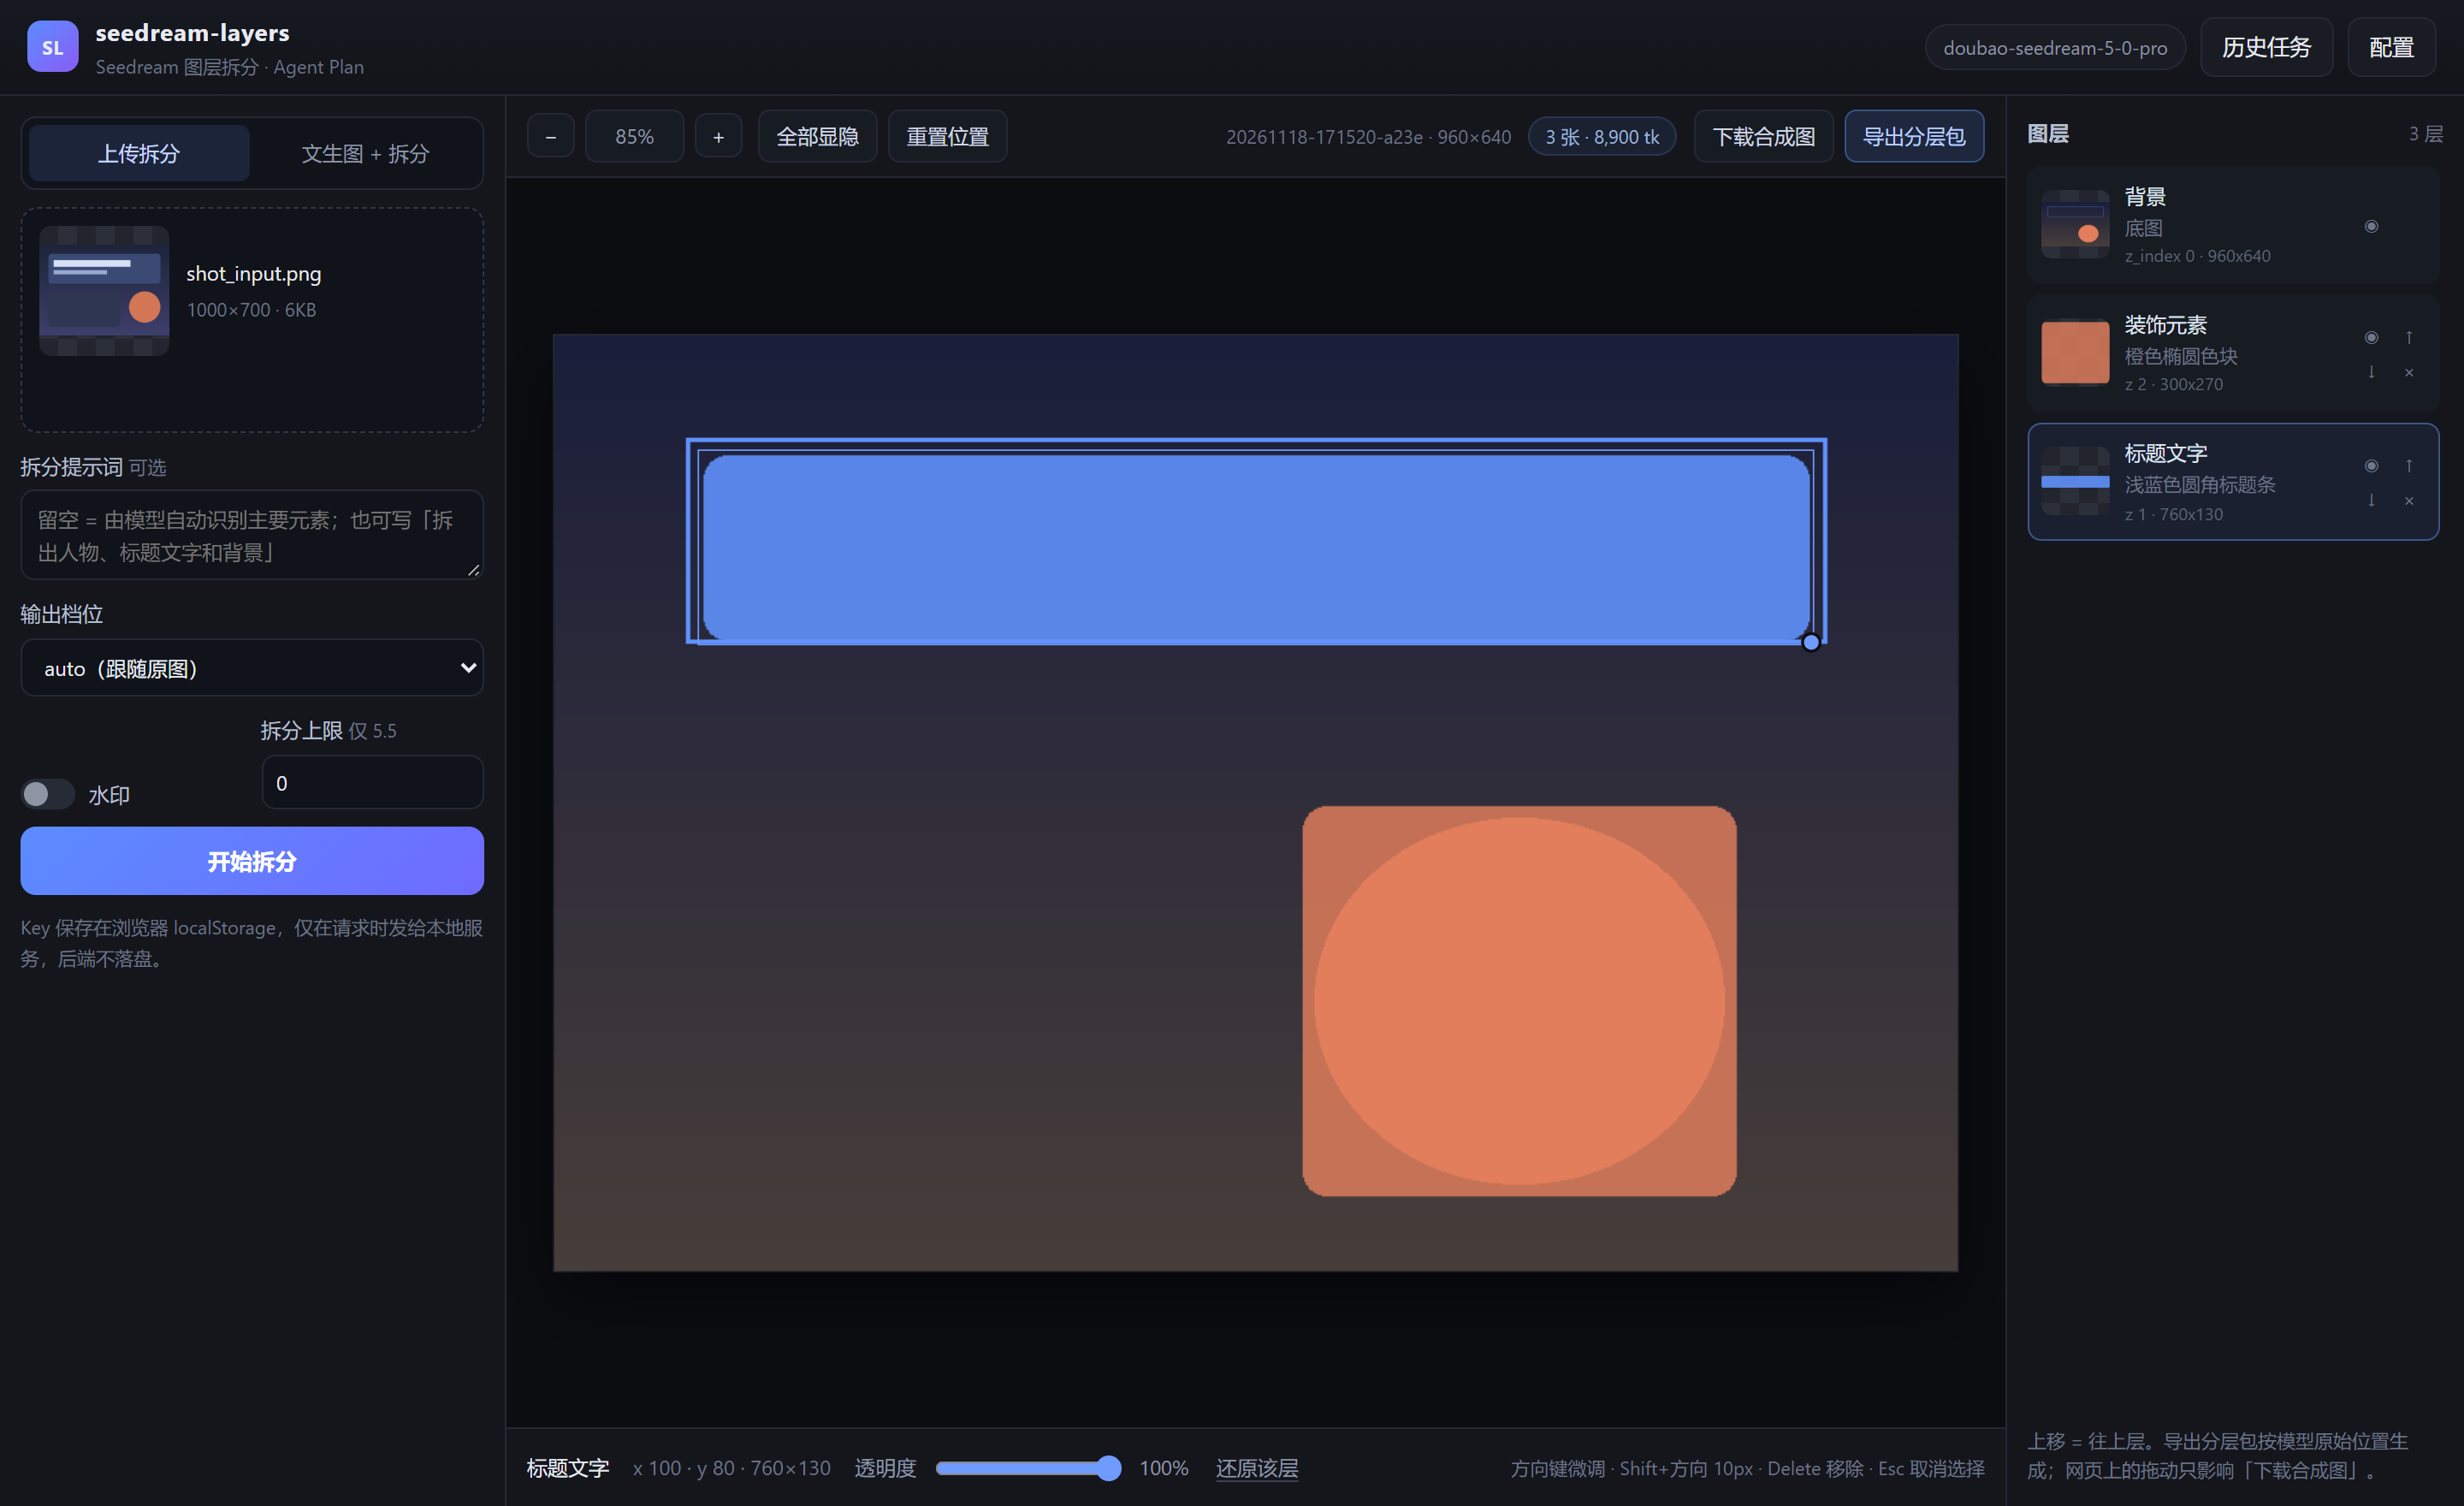 SL
seedream-layers
Seedream 图层拆分 · Agent Plan
doubao-seedream-5-0-pro
历史任务
配置
上传拆分
文生图 + 拆分
shot_input.png
1000×700 · 6KB
拆分提示词 可选
留空 = 由模型自动识别主要元素；也可写「拆
出人物、标题文字和背景」
输出档位
auto（跟随原图）
拆分上限 仅 5.5
水印
0
开始拆分
Key 保存在浏览器 localStorage，仅在请求时发给本地服
务，后端不落盘。
− 85% + 全部显隐 重置位置
20261118-171520-a23e · 960×640
3 张 · 8,900 tk
下载合成图
导出分层包
标题文字 x 100 · y 80 · 760×130 透明度 100% 还原该层
方向键微调 · Shift+方向 10px · Delete 移除 · Esc 取消选择
图层 3 层
背景
底图
z_index 0 · 960x640
装饰元素
橙色椭圆色块
z 2 · 300x270
标题文字
浅蓝色圆角标题条
z 1 · 760x130
上移 = 往上层。导出分层包按模型原始位置生
成；网页上的拖动只影响「下载合成图」。